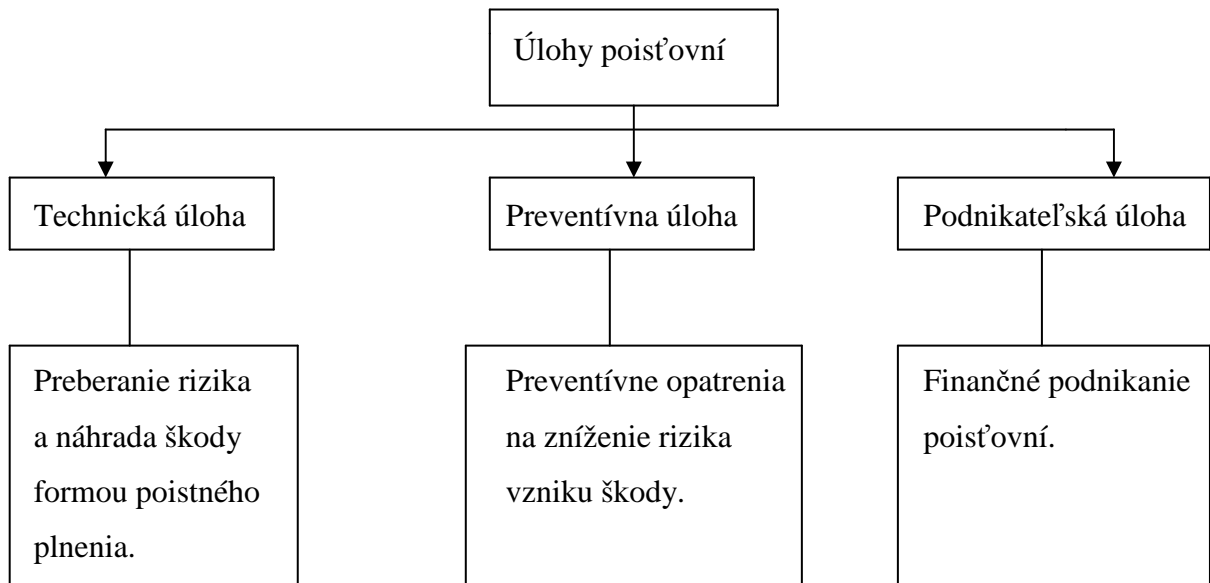 Úlohy poisťovní
Technická úloha
Preventívna úloha
Podnikateľská úloha
Preberanie rizika
a náhrada škody
formou poistného
plnenia.
Preventívne opatrenia
na zníženie rizika
vzniku škody.
Finančné podnikanie
poisťovní.